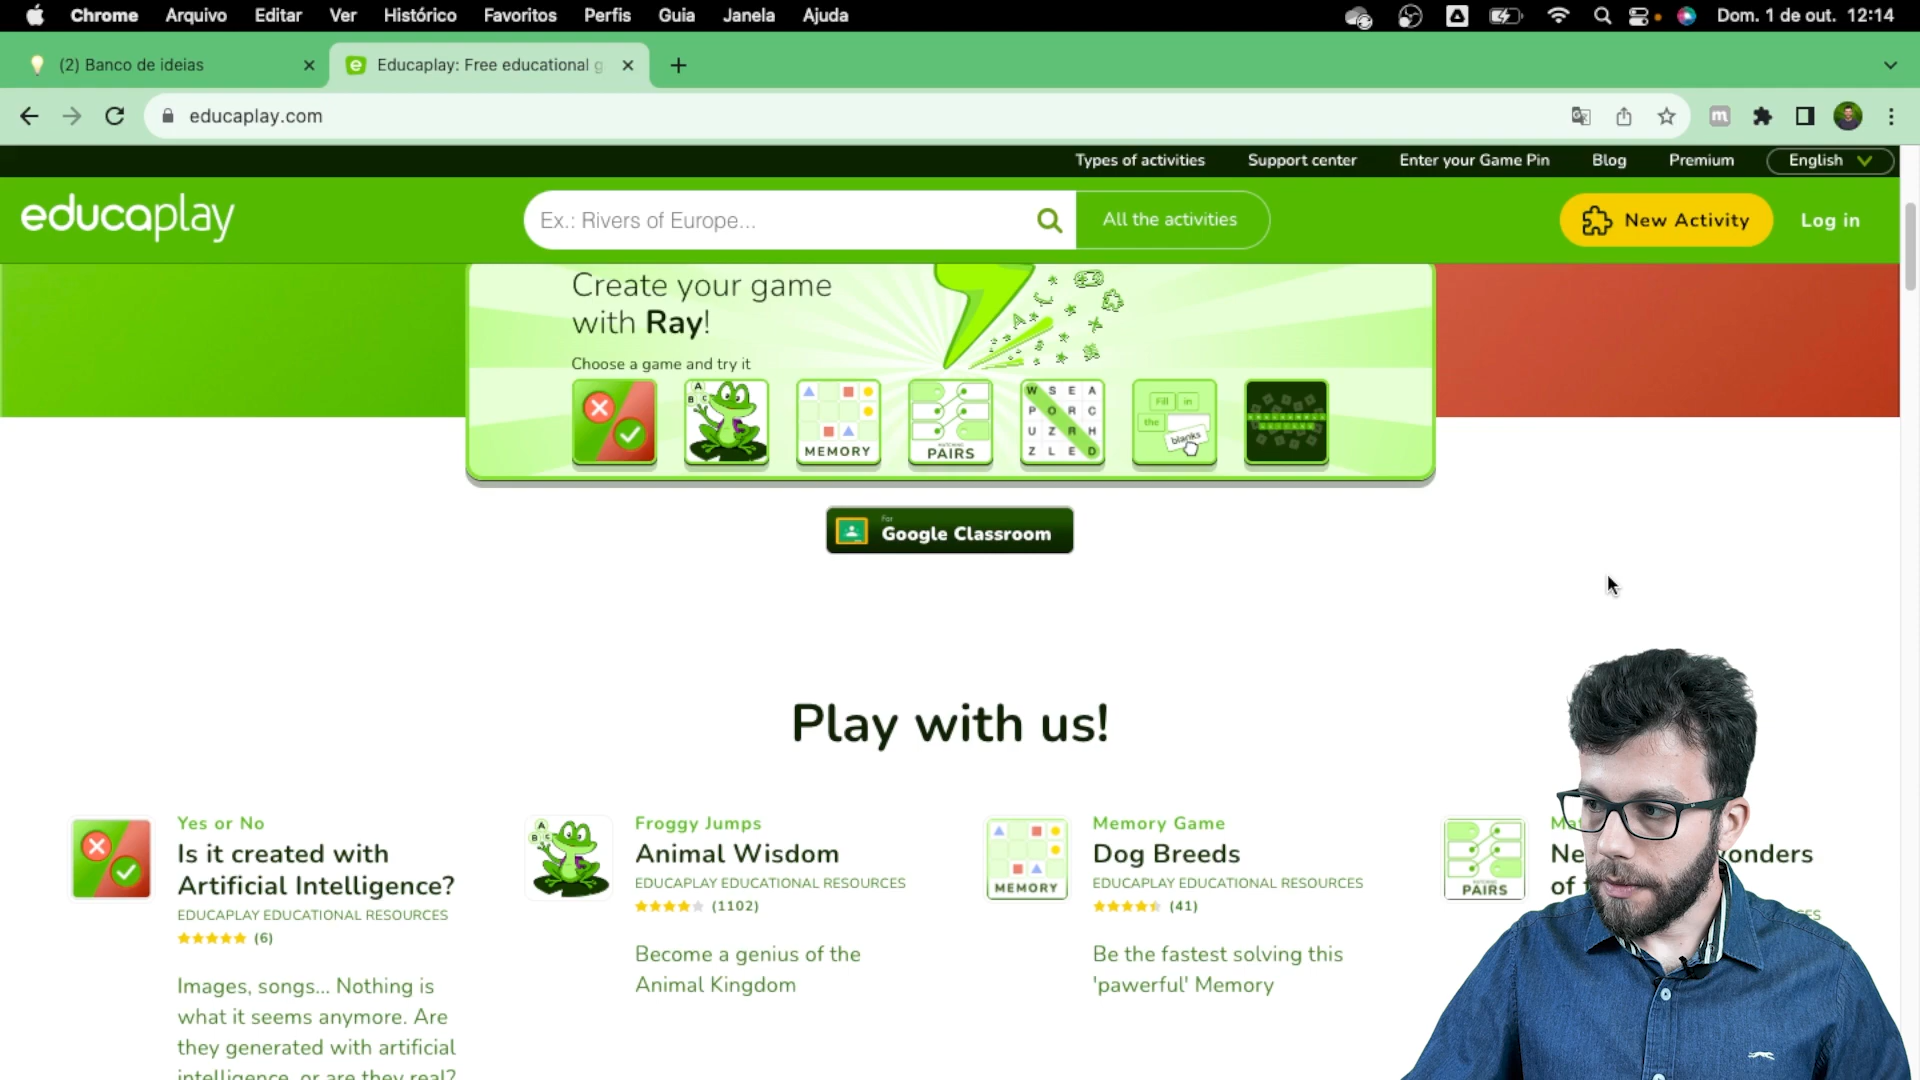 Chrome Arquivo Editar Ver Histórico Favoritos Perfis Guia Janela Ajuda Dom. 1 de out. 12:14
(2) Banco de ideias
Educaplay: Free educational g
educaplay.com
Types of activities Support center Enter your Game Pin Blog Premium English
educaplay
Ex.: Rivers of Europe...
All the activities
New Activity
Log in
Create your game
with Ray!
Choose a game and try it
MEMORY
PAIRS
W S E A
P O R C
U Z R H
Z L E D
Fill in
the
blanks
For
Google Classroom
Play with us!
Yes or No
Is it created with
Artificial Intelligence?
EDUCAPLAY EDUCATIONAL RESOURCES
(6)
Images, songs... Nothing is
what it seems anymore. Are
they generated with artificial
intelligence, or are they real?
Froggy Jumps
Animal Wisdom
EDUCAPLAY EDUCATIONAL RESOURCES
(1102)
Become a genius of the
Animal Kingdom
MEMORY
Memory Game
Dog Breeds
EDUCAPLAY EDUCATIONAL RESOURCES
(41)
Be the fastest solving this
'pawerful' Memory
PAIRS